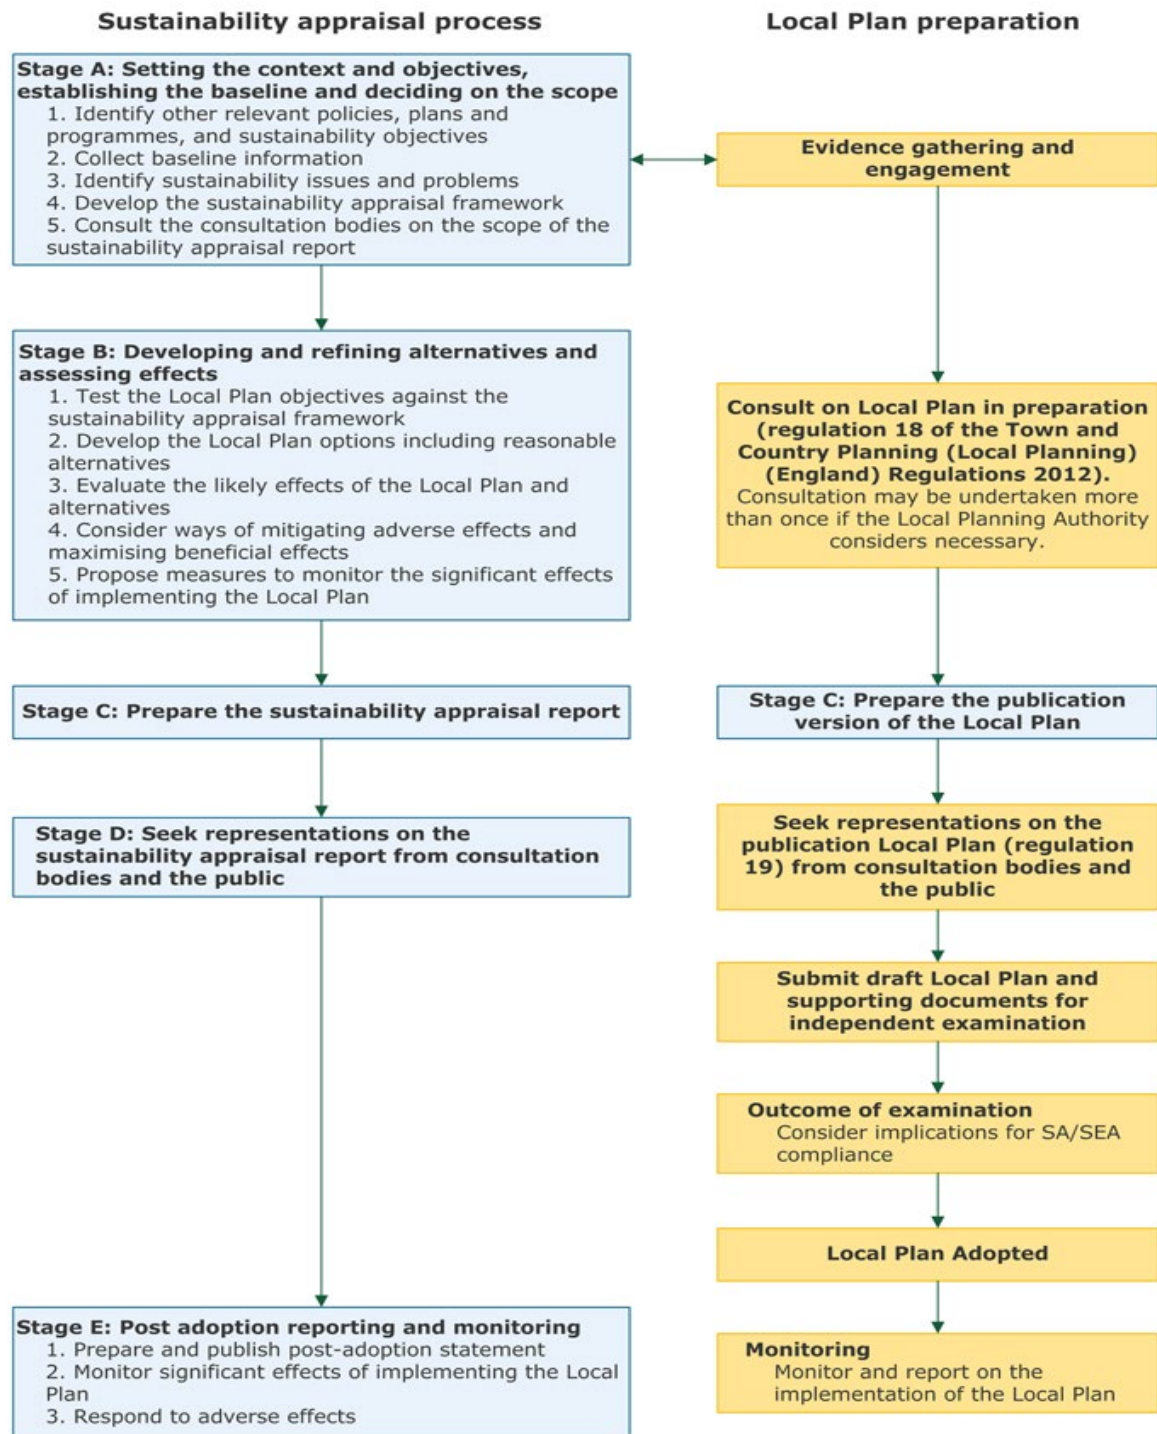 Sustainability appraisal process
Local Plan preparation
Stage A: Setting the context and objectives,
establishing the baseline and deciding on the scope
1. Identify other relevant policies, plans and
programmes, and sustainability objectives
2. Collect baseline information
3. Identify sustainability issues and problems
4. Develop the sustainability appraisal framework
5. Consult the consultation bodies on the scope of the
sustainability appraisal report
Evidence gathering and
engagement
Stage B: Developing and refining alternatives and
assessing effects
1. Test the Local Plan objectives against the
sustainability appraisal framework
2. Develop the Local Plan options including reasonable
alternatives
3. Evaluate the likely effects of the Local Plan and
alternatives
4. Consider ways of mitigating adverse effects and
maximising beneficial effects
5. Propose measures to monitor the significant effects
of implementing the Local Plan
Consult on Local Plan in preparation
(regulation 18 of the Town and
Country Planning (Local Planning)
(England) Regulations 2012).
Consultation may be undertaken more
than once if the Local Planning Authority
considers necessary.
Stage C: Prepare the sustainability appraisal report
Stage C: Prepare the publication
version of the Local Plan
Stage D: Seek representations on the
sustainability appraisal report from consultation
bodies and the public
Seek representations on the
publication Local Plan (regulation
19) from consultation bodies and
the public
Submit draft Local Plan and
supporting documents for
independent examination
Outcome of examination
Consider implications for SA/SEA
compliance
Local Plan Adopted
Stage E: Post adoption reporting and monitoring
1. Prepare and publish post-adoption statement
2. Monitor significant effects of implementing the Local
Plan
3. Respond to adverse effects
Monitoring
Monitor and report on the
implementation of the Local Plan